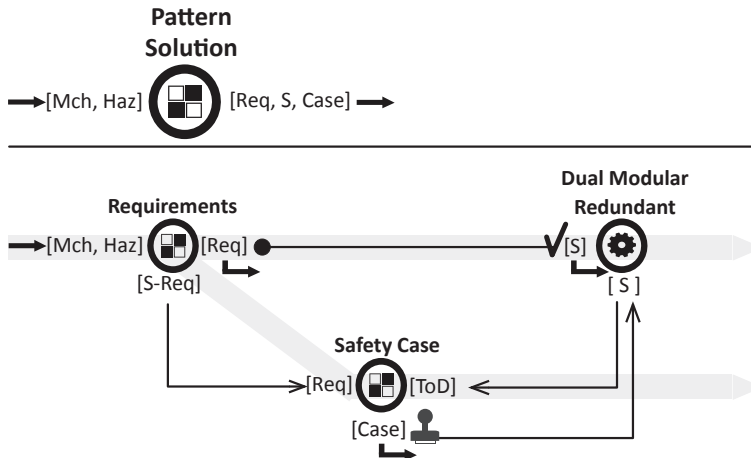 Pattern
Solution
[Mch, Haz] [Req, S, Case]
Dual Modular
Redundant
Requirements
[Mch, Haz] [Req] [S]
[S-Req] [ S ]
Safety Case
[Req] [ToD]
[Case]